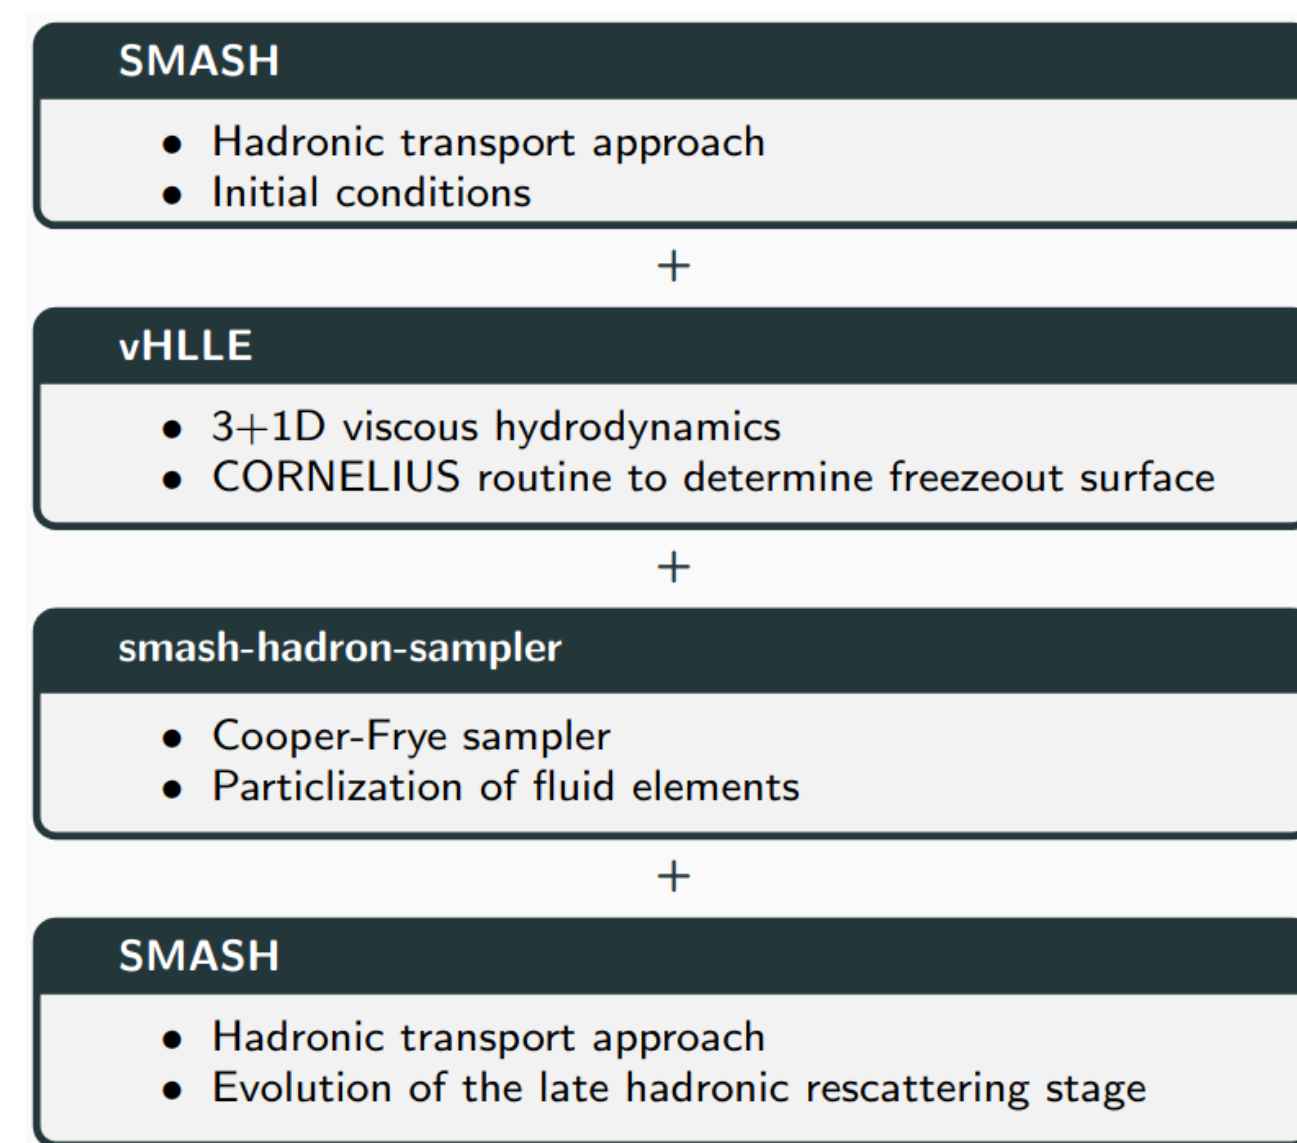 SMASH
• Hadronic transport approach
• Initial conditions
+
vHLLE
• 3+1D viscous hydrodynamics
• CORNELIUS routine to determine freezeout surface
+
smash-hadron-sampler
• Cooper-Frye sampler
• Particlization of fluid elements
+
SMASH
• Hadronic transport approach
• Evolution of the late hadronic rescattering stage